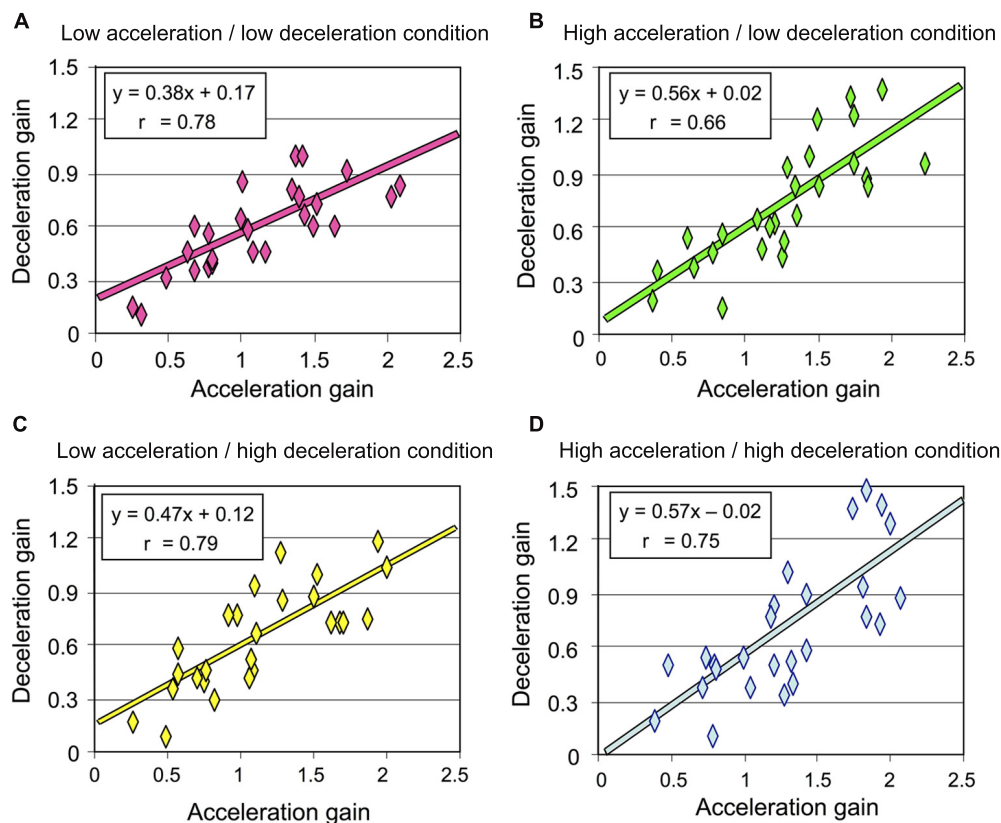 A
Low acceleration / low deceleration condition
1.5
1.2
0.9
0.6
0.3
0
Deceleration gain
y = 0.38x + 0.17
r = 0.78
0 0.5 1 1.5 2 2.5
Acceleration gain
B
High acceleration / low deceleration condition
1.5
1.2
0.9
0.6
0.3
0
Deceleration gain
y = 0.56x + 0.02
r = 0.66
0 0.5 1 1.5 2 2.5
Acceleration gain
C
Low acceleration / high deceleration condition
1.5
1.2
0.9
0.6
0.3
0
Deceleration gain
y = 0.47x + 0.12
r = 0.79
0 0.5 1 1.5 2 2.5
Acceleration gain
D
High acceleration / high deceleration condition
1.5
1.2
0.9
0.6
0.3
0
Deceleration gain
y = 0.57x – 0.02
r = 0.75
0 0.5 1 1.5 2 2.5
Acceleration gain